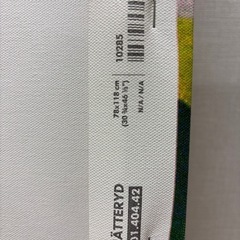 10285
78x118 cm
(30 ¾x46 ½")
N/A / N/A
ÄTTERYD
01.404.42